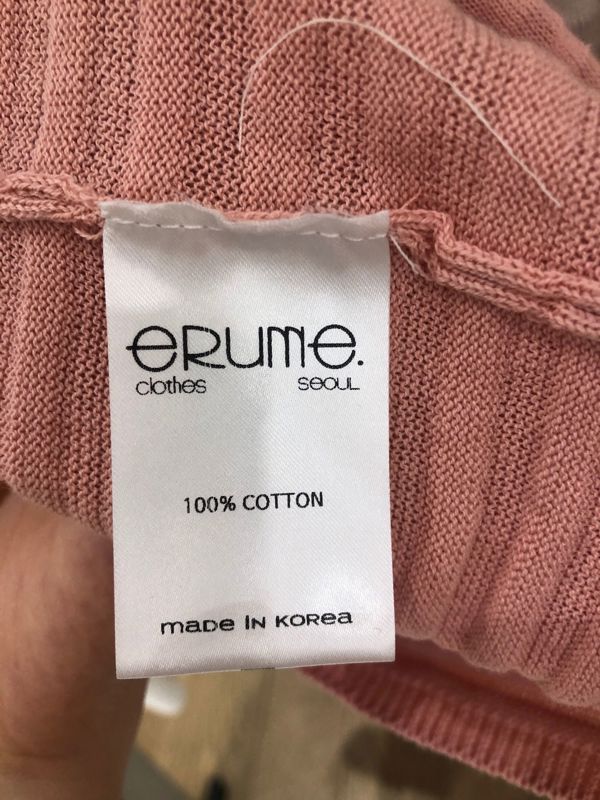 eRUme.
clothes SEOUL
100% COTTON
maDe IN KORea